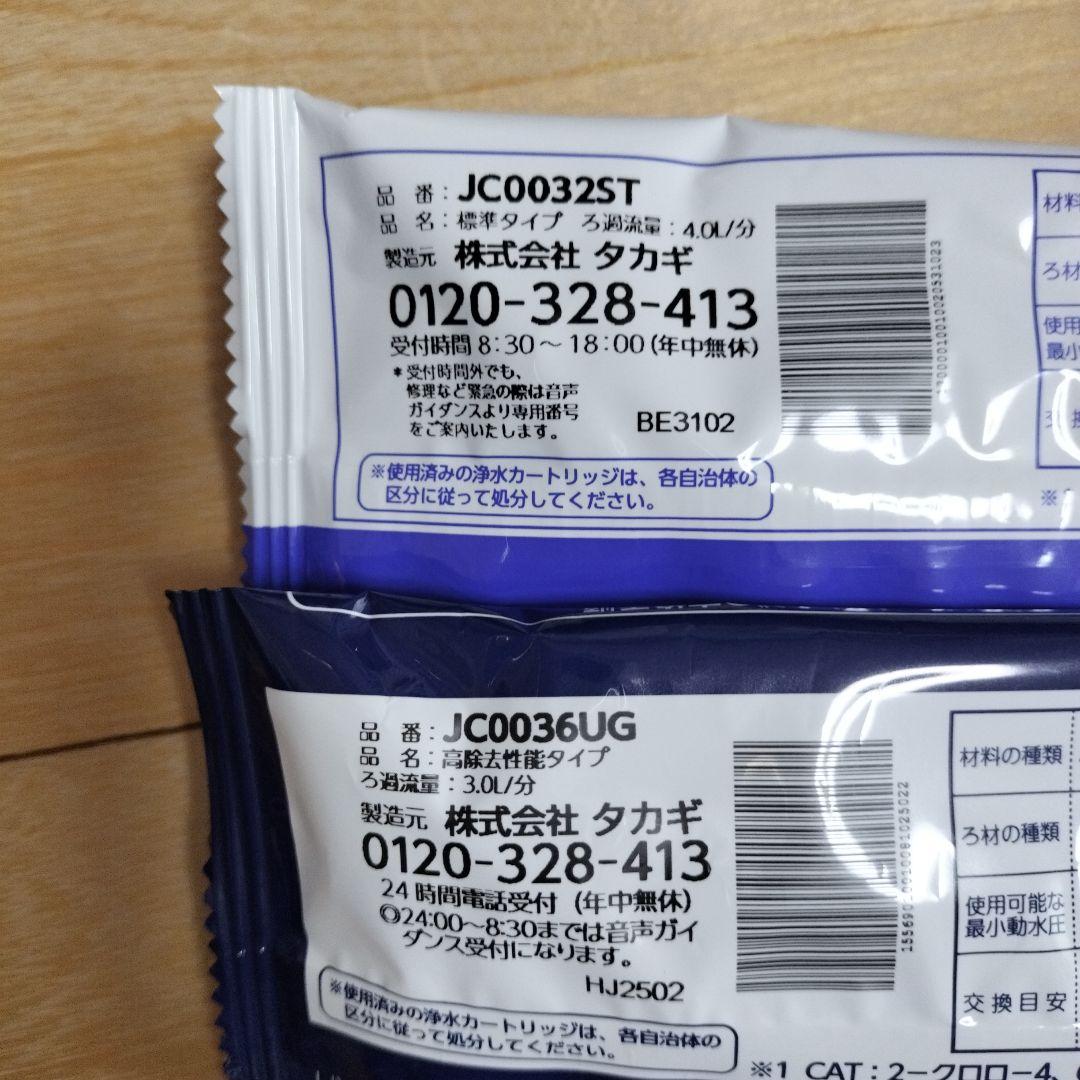 品 番：JC0032ST
品 名：標準タイプ ろ過流量：4.0L/分
製造元 株式会社 タカギ
0120-328-413
受付時間 8:30～18:00（年中無休）
＊受付時間外でも、
修理など緊急の際は音声
ガイダンスより専用番号
をご案内いたします。
BE3102
※使用済みの浄水カートリッジは、各自治体の
区分に従って処分してください。
材料
ろ材
使用
最小
品 番：JC0036UG
品 名：高除去性能タイプ
ろ過流量：3.0L/分
製造元 株式会社 タカギ
0120-328-413
24時間電話受付（年中無休）
◎24:00～8:30までは音声ガイ
ダンス受付になります。
HJ2502
※使用済みの浄水カートリッジは、各自治体の
区分に従って処分してください。
材料の種類
ろ材の種類
使用可能な
最小動水圧
交換目安
※1 CAT：2－クロロ－4、